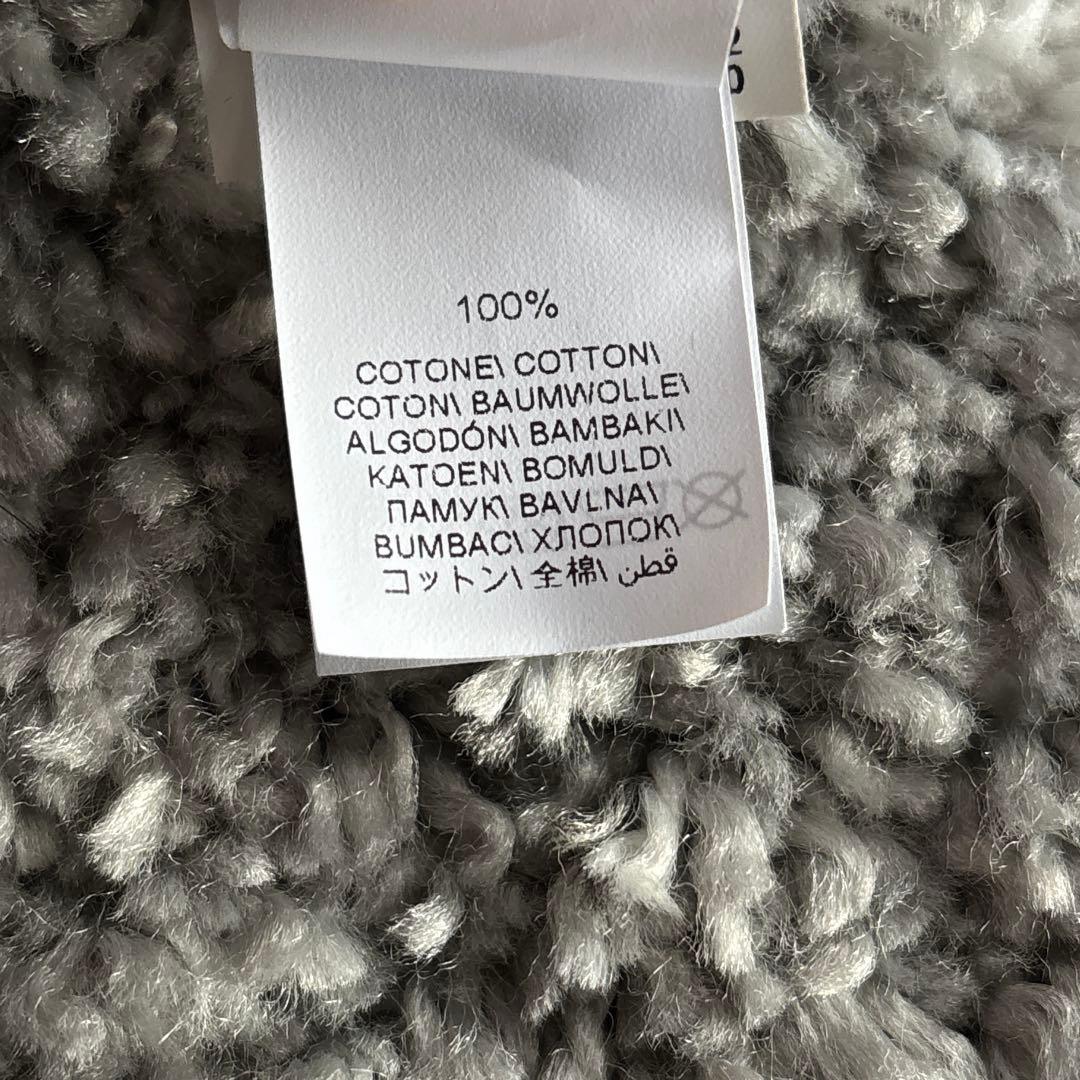 100%
COTONE\ COTTON\
COTON\ BAUMWOLLE\
ALGODÓN\ BAMBAKI\
KATOEN\ BOMULD\
ПАМУК\ BAVLNA\
BUMBAC\ ХЛОПОК\
コットン\ 全棉\ قطن